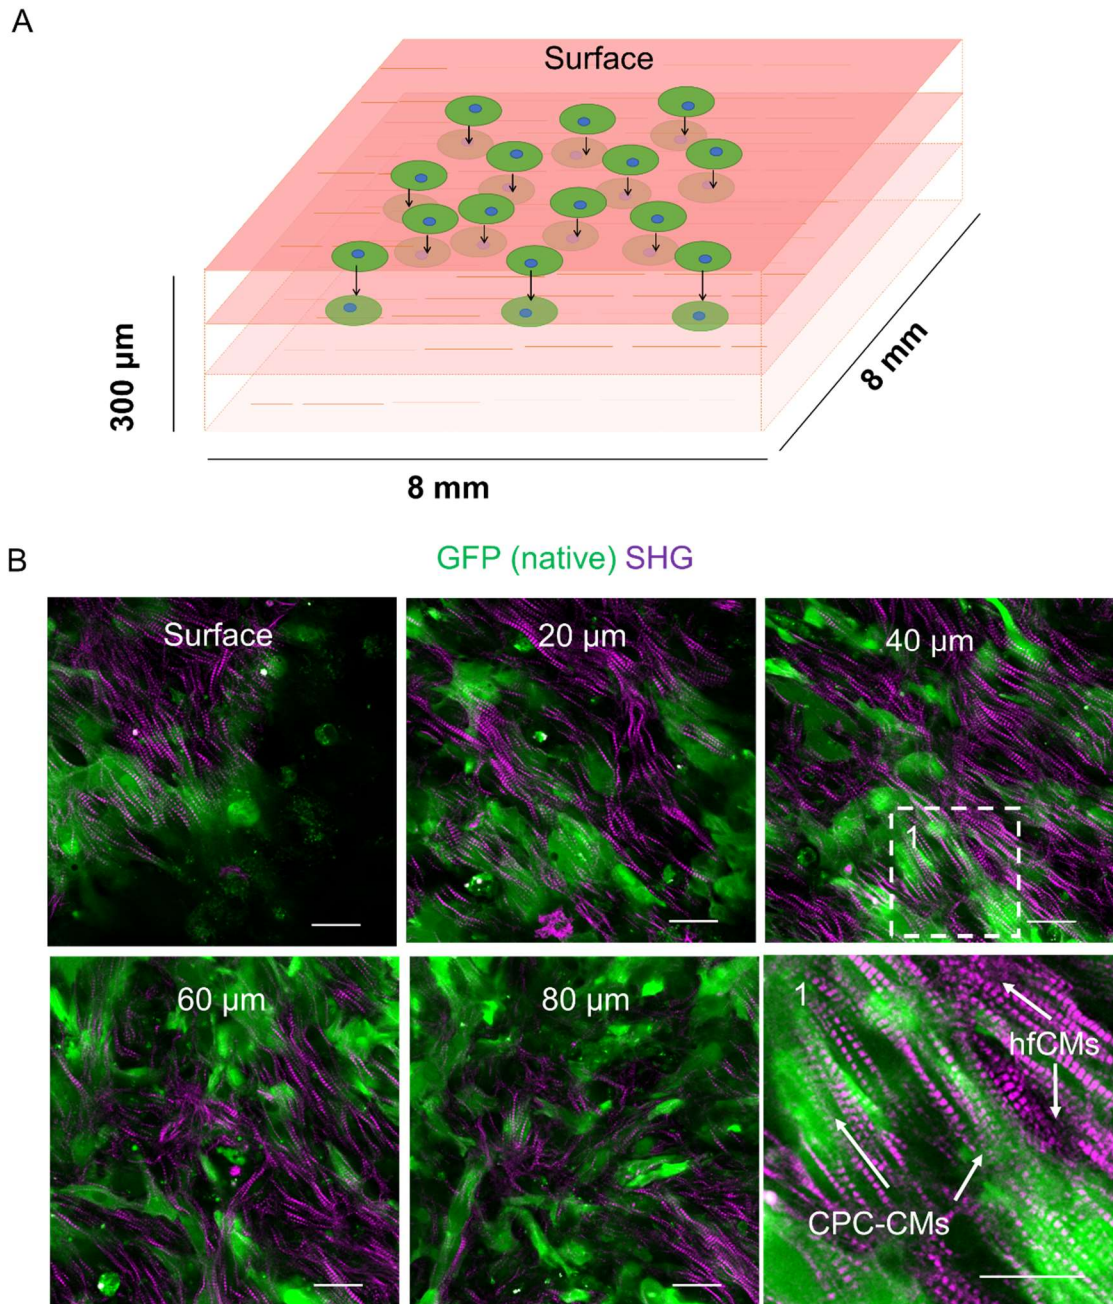 A
Surface
300 µm
8 mm
8 mm
B
GFP (native) SHG
Surface
20 µm
40 µm
1
60 µm
80 µm
1
hfCMs
CPC-CMs